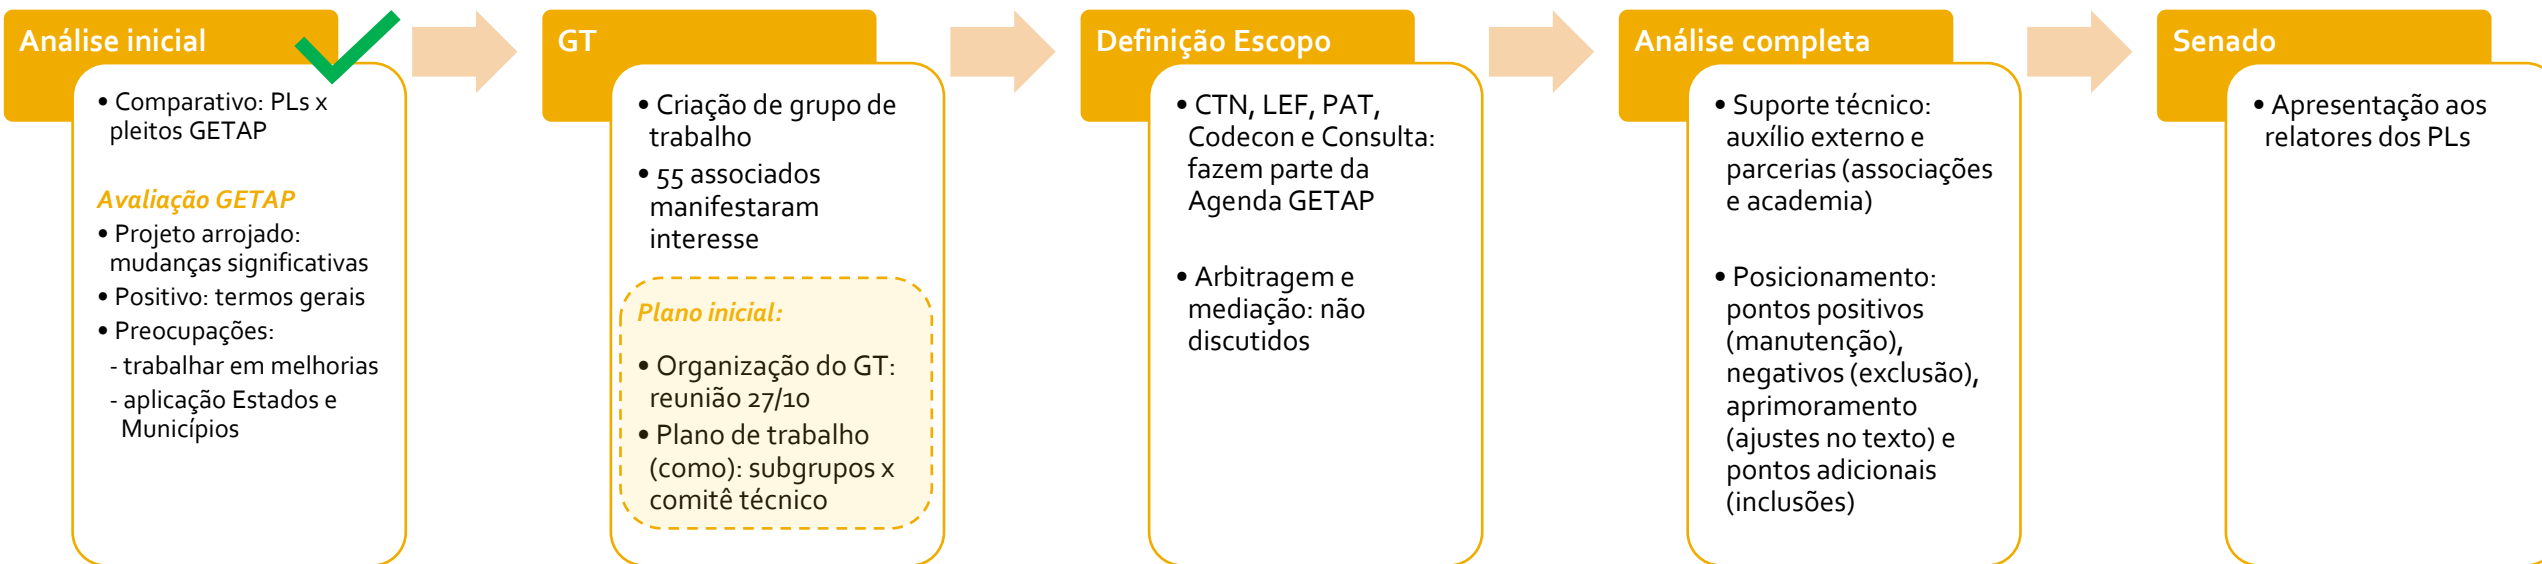 Análise inicial
• Comparativo: PLs x
pleitos GETAP
Avaliação GETAP
• Projeto arrojado:
mudanças significativas
• Positivo: termos gerais
• Preocupações:
- trabalhar em melhorias
- aplicação Estados e
Municípios
GT
• Criação de grupo de
trabalho
• 55 associados
manifestaram
interesse
Plano inicial:
• Organização do GT:
reunião 27/10
• Plano de trabalho
(como): subgrupos x
comitê técnico
Definição Escopo
• CTN, LEF, PAT,
Codecon e Consulta:
fazem parte da
Agenda GETAP
• Arbitragem e
mediação: não
discutidos
Análise completa
• Suporte técnico:
auxílio externo e
parcerias (associações
e academia)
• Posicionamento:
pontos positivos
(manutenção),
negativos (exclusão),
aprimoramento
(ajustes no texto) e
pontos adicionais
(inclusões)
Senado
• Apresentação aos
relatores dos PLs